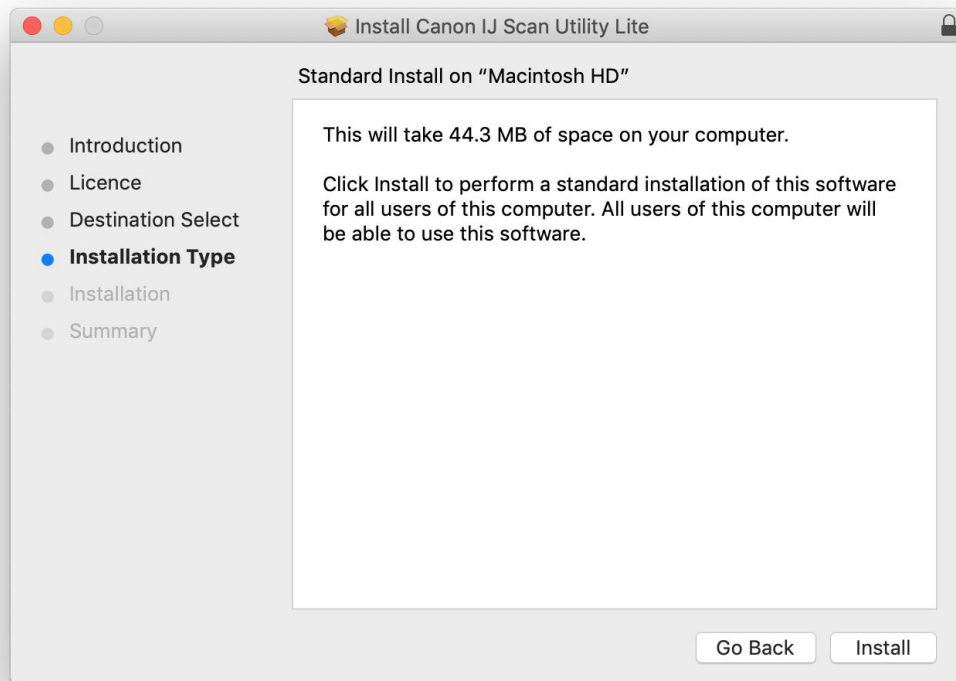 Install Canon IJ Scan Utility Lite
Standard Install on “Macintosh HD”
Introduction
Licence
Destination Select
Installation Type
Installation
Summary
This will take 44.3 MB of space on your computer.
Click Install to perform a standard installation of this software
for all users of this computer. All users of this computer will
be able to use this software.
Go Back
Install